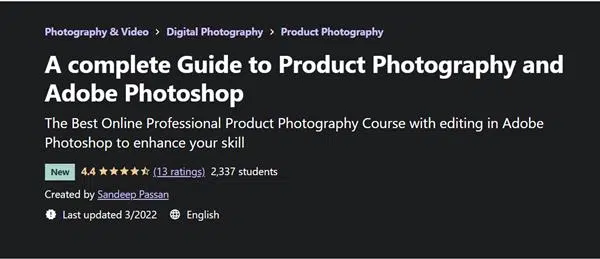 Photography & Video > Digital Photography > Product Photography
A complete Guide to Product Photography and
Adobe Photoshop
The Best Online Professional Product Photography Course with editing in Adobe
Photoshop to enhance your skill
New 4.4 ★★★★★ (13 ratings) 2,337 students
Created by Sandeep Passan
Last updated 3/2022 English